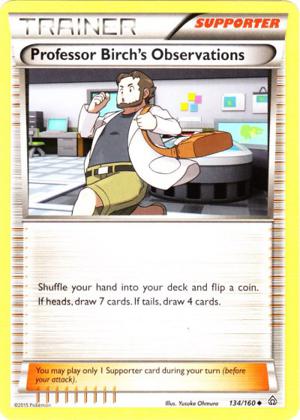 TRAINER
SUPPORTER
Professor Birch's Observations
Shuffle your hand into your deck and flip a coin.
If heads, draw 7 cards. If tails, draw 4 cards.
You may play only 1 Supporter card during your turn (before
your attack).
©2015 Pokémon
Illus. Yusuke Ohmura
134/160